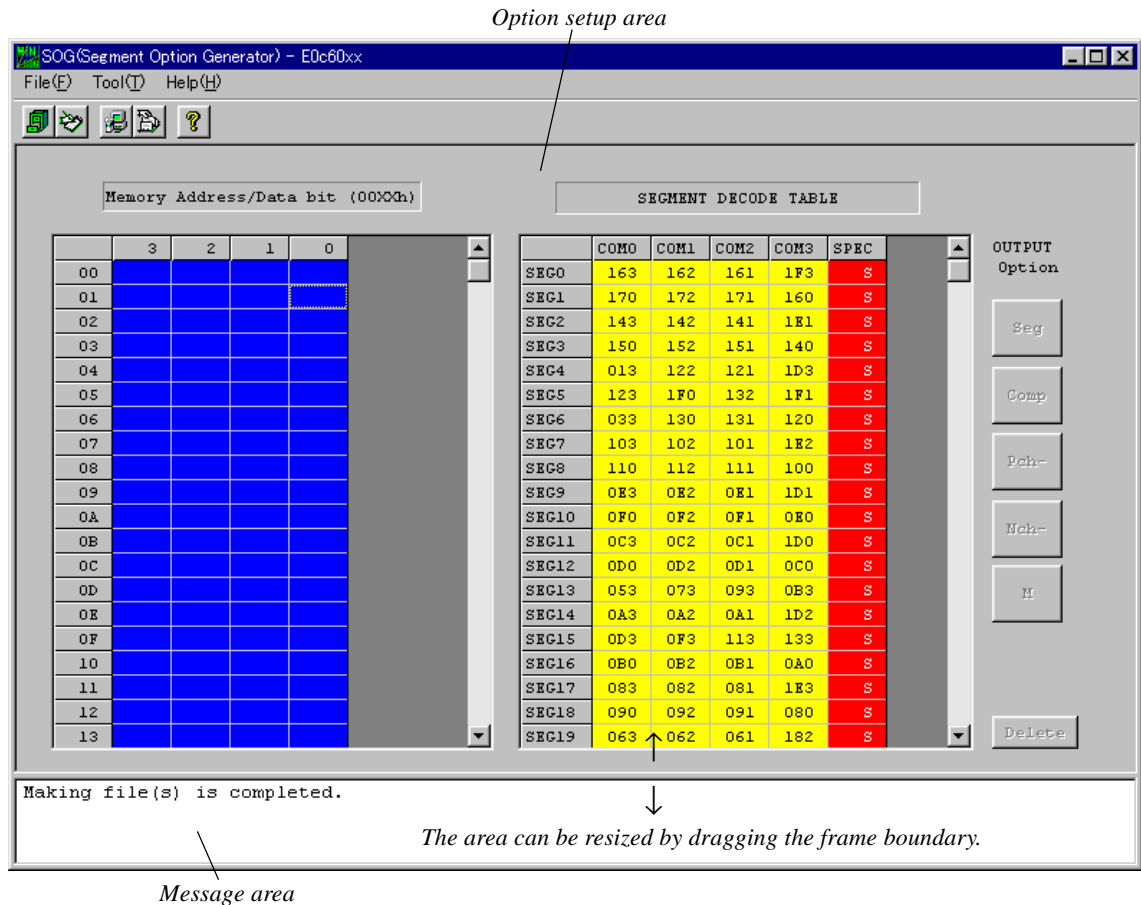 Option setup area
SOG(Segment Option Generator) - E0c60xx
File(F) Tool(T) Help(H)
Memory Address/Data bit (00XXh)
SEGMENT DECODE TABLE
3 2 1 0
00
01
02
03
04
05
06
07
08
09
0A
0B
0C
0D
0E
0F
10
11
12
13
COM0 COM1 COM2 COM3 SPEC
SEG0 163 162 161 1F3 S
SEG1 170 172 171 160 S
SEG2 143 142 141 1E1 S
SEG3 150 152 151 140 S
SEG4 013 122 121 1D3 S
SEG5 123 1F0 132 1F1 S
SEG6 033 130 131 120 S
SEG7 103 102 101 1E2 S
SEG8 110 112 111 100 S
SEG9 0E3 0E2 0E1 1D1 S
SEG10 0F0 0F2 0F1 0E0 S
SEG11 0C3 0C2 0C1 1D0 S
SEG12 0D0 0D2 0D1 0C0 S
SEG13 053 073 093 0B3 S
SEG14 0A3 0A2 0A1 1D2 S
SEG15 0D3 0F3 113 133 S
SEG16 0B0 0B2 0B1 0A0 S
SEG17 083 082 081 1E3 S
SEG18 090 092 091 080 S
SEG19 063 062 061 182 S
OUTPUT
Option
Seg
Comp
Pch-
Nch-
M
Delete
Making file(s) is completed.
The area can be resized by dragging the frame boundary.
Message area